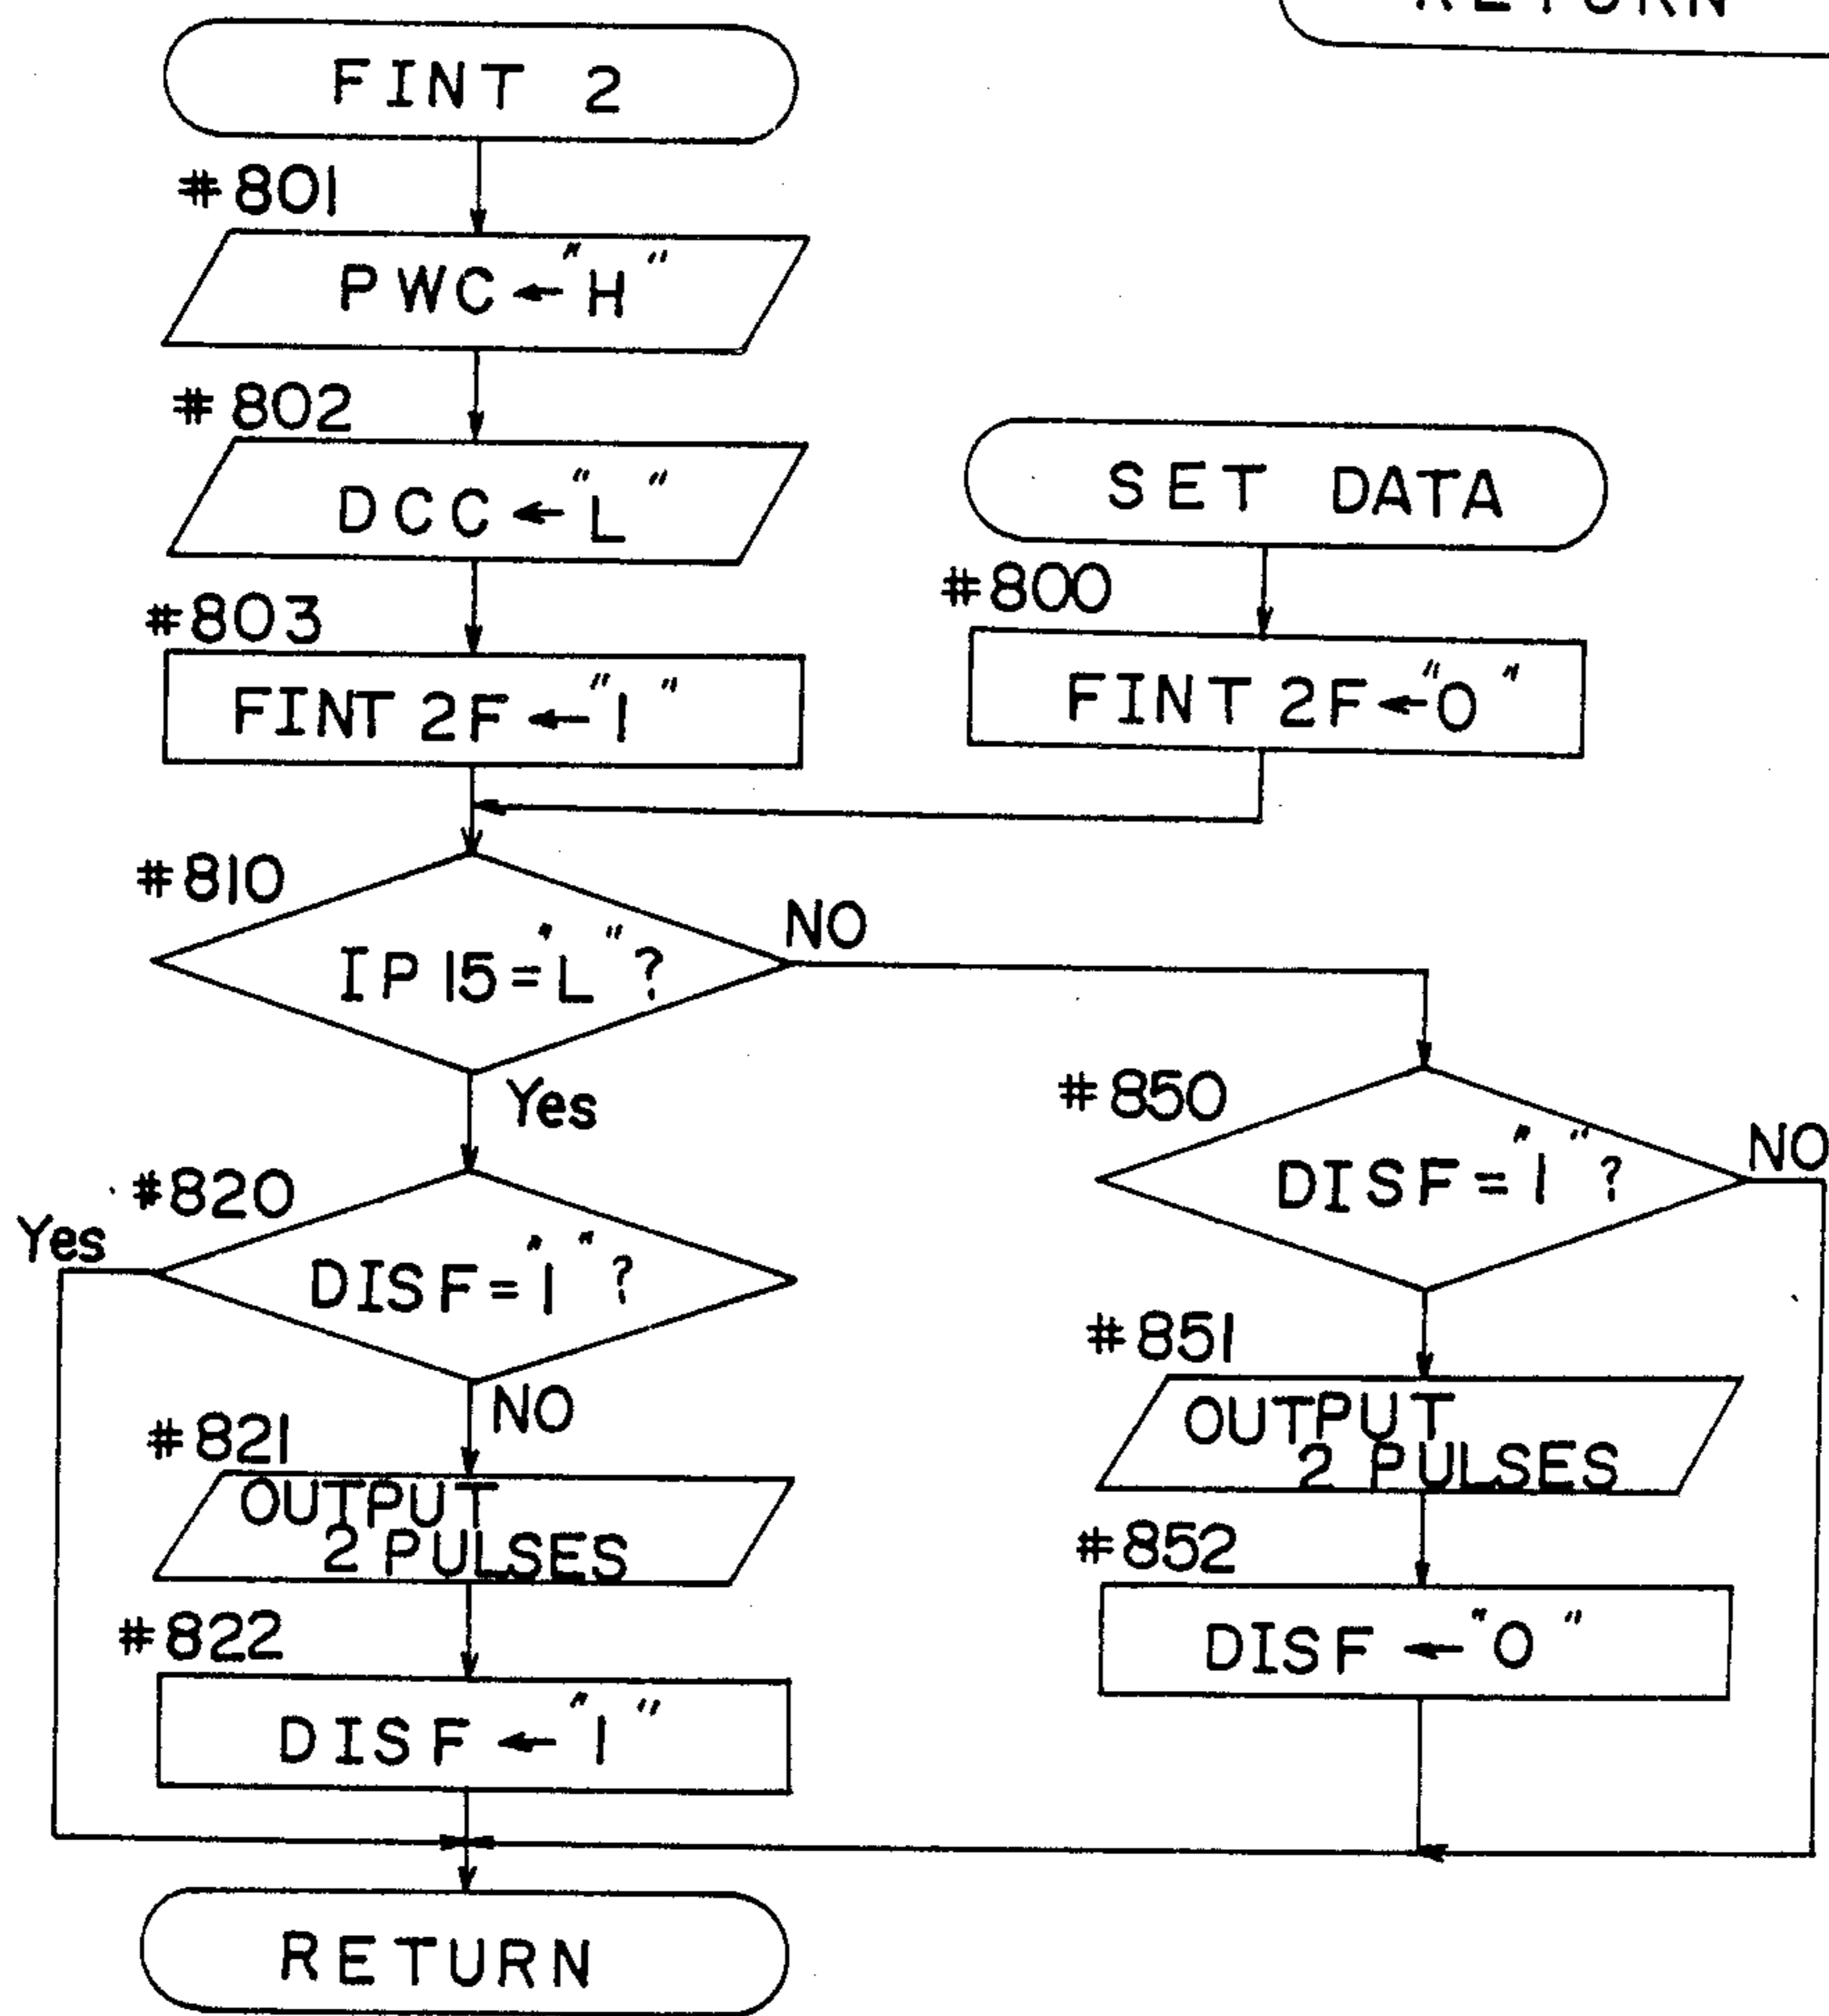 RETURN
FINT 2
#801
PWC ← "H"
#802
DCC ← "L"
#803
FINT 2F ← "1"
SET DATA
#800
FINT 2F ← "0"
#810
IP15 = "L" ?
NO
Yes
#820
Yes
DISF = "1" ?
NO
#821
OUTPUT
2 PULSES
#822
DISF ← "1"
#850
DISF = "1" ?
NO
#851
OUTPUT
2 PULSES
#852
DISF ← "0"
RETURN